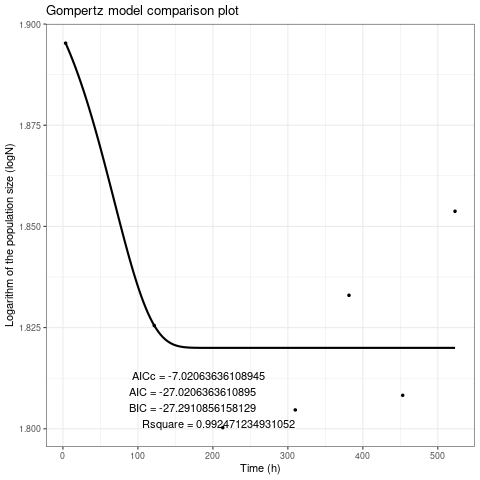 Gompertz model comparison plot
Logarithm of the population size (logN)
1.900
1.875
1.850
1.825
1.800
AICc = -7.02063636108945
AIC = -27.0206363610895
BIC = -27.2910856158129
Rsquare = 0.992471234931052
0 100 200 300 400 500
Time (h)